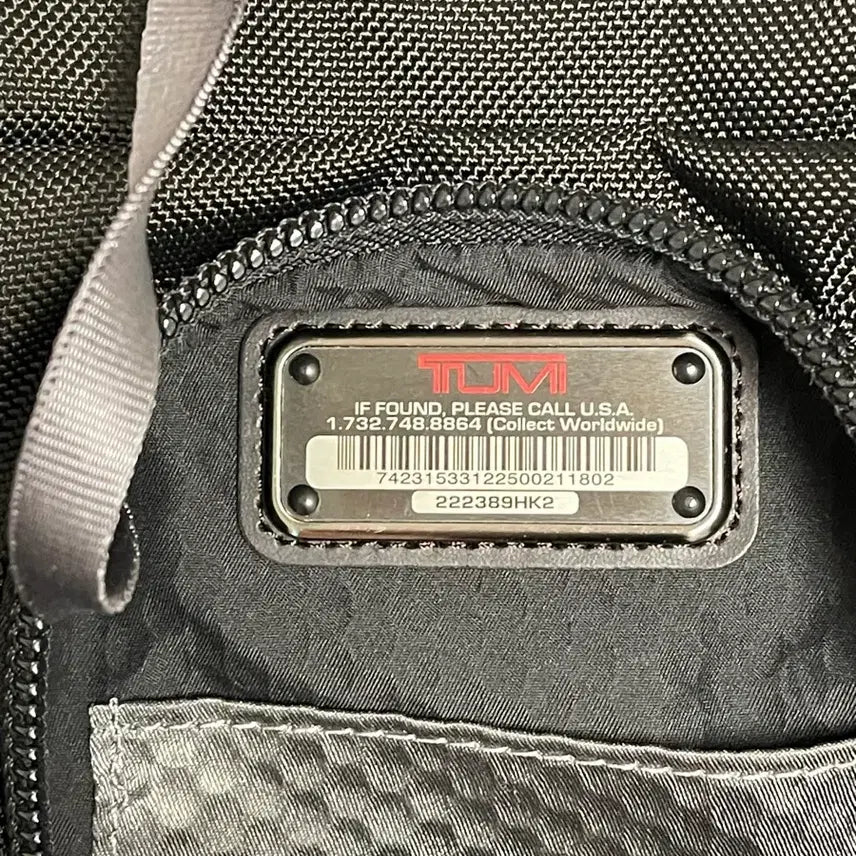 TUMI
IF FOUND, PLEASE CALL U.S.A.
1.732.748.8864 (Collect Worldwide)
74231533122500211802
222389HK2